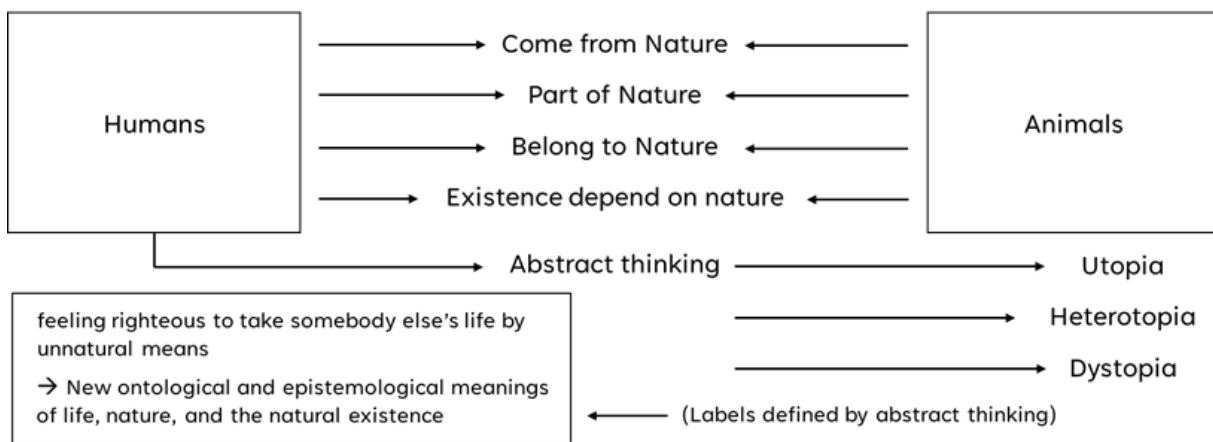 Humans
Come from Nature
Part of Nature
Belong to Nature
Existence depend on nature
Animals
Abstract thinking
Utopia
Heterotopia
Dystopia
feeling righteous to take somebody else's life by
unnatural means
→ New ontological and epistemological meanings
of life, nature, and the natural existence
(Labels defined by abstract thinking)